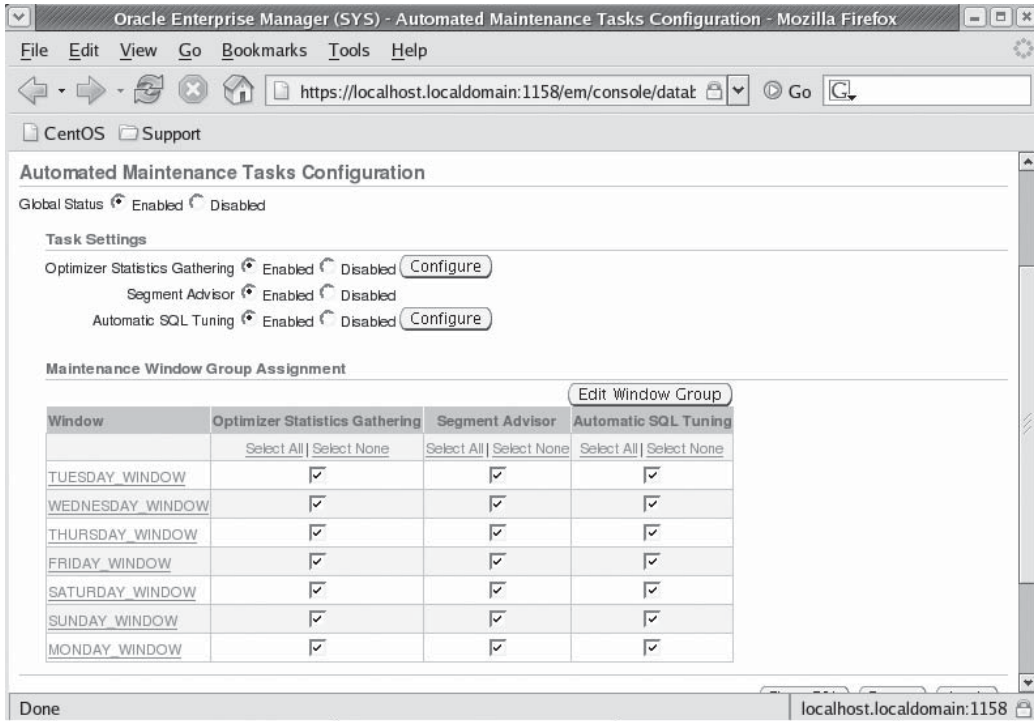 Oracle Enterprise Manager (SYS) - Automated Maintenance Tasks Configuration - Mozilla Firefox
File Edit View Go Bookmarks Tools Help
https://localhost.localdomain:1158/em/console/datab Go G
CentOS Support
Automated Maintenance Tasks Configuration
Global Status Enabled Disabled
Task Settings
Optimizer Statistics Gathering Enabled Disabled Configure
Segment Advisor Enabled Disabled
Automatic SQL Tuning Enabled Disabled Configure
Maintenance Window Group Assignment
Edit Window Group
Window Optimizer Statistics Gathering Segment Advisor Automatic SQL Tuning
Select All | Select None Select All | Select None Select All | Select None
TUESDAY_WINDOW
WEDNESDAY_WINDOW
THURSDAY_WINDOW
FRIDAY_WINDOW
SATURDAY_WINDOW
SUNDAY_WINDOW
MONDAY_WINDOW
Done localhost.localdomain:1158